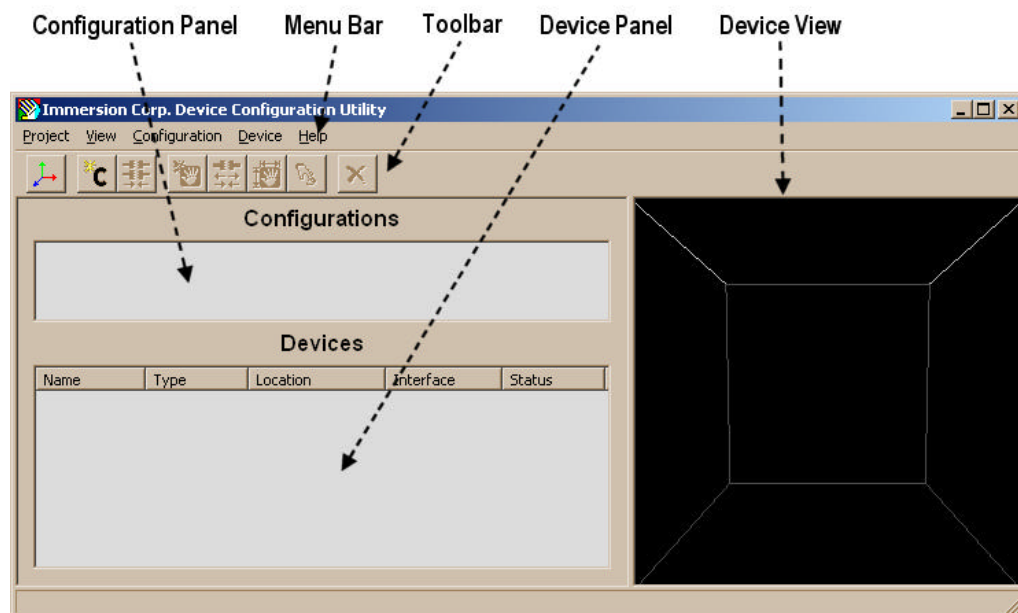 Configuration Panel Menu Bar Toolbar Device Panel Device View
Immersion Corp. Device Configuration Utility
Project View Configuration Device Help
C
Configurations
Devices
Name Type Location Interface Status